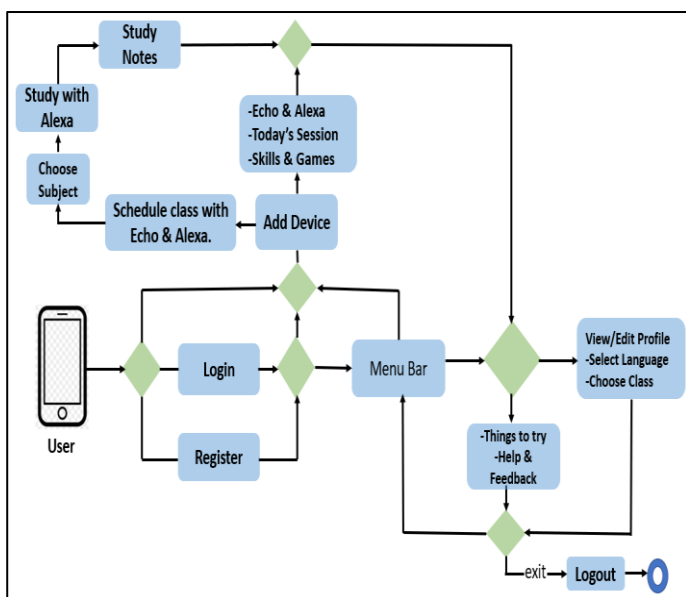 Study
Notes
Study with
Alexa
-Echo & Alexa
-Today's Session
-Skills & Games
Choose
Subject
Schedule class with
Echo & Alexa.
Add Device
Login
Menu Bar
View/Edit Profile
-Select Language
-Choose Class
User
Register
-Things to try
-Help &
Feedback
exit
Logout